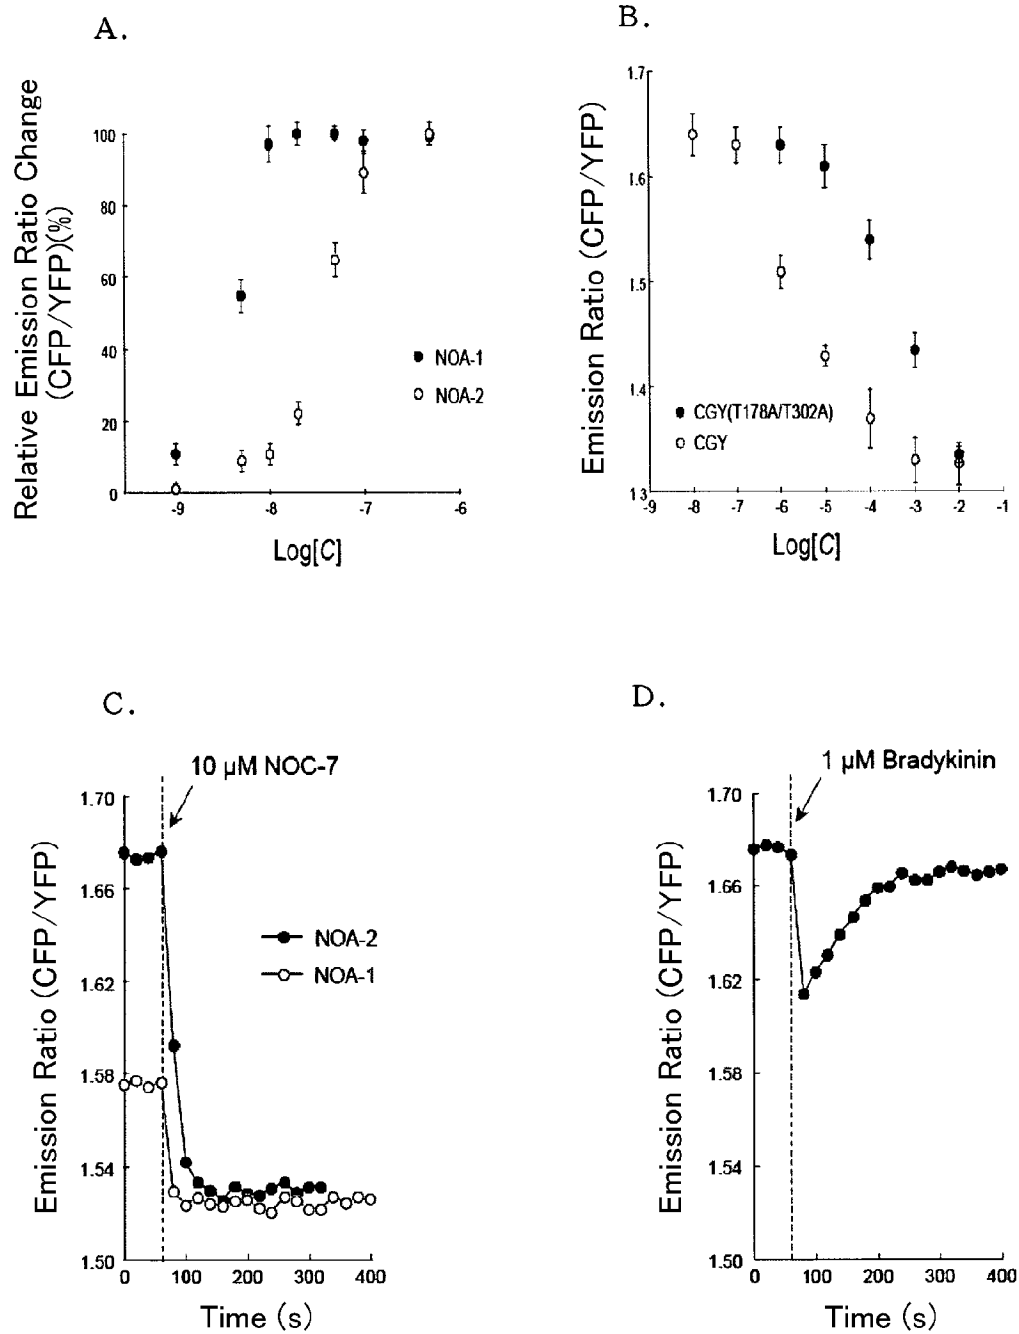 A.
Relative Emission Ratio Change
(CFP/YFP)(%)
100
80
60
40
20
0
-9
-8
-7
-6
Log[C]
NOA-1
NOA-2
B.
Emission Ratio (CFP/YFP)
1.7
1.6
1.5
1.4
1.3
-9
-8
-7
-6
-5
-4
-3
-2
-1
Log[C]
CGY(T178A/T302A)
CGY
C.
10 µM NOC-7
Emission Ratio (CFP/YFP)
1.70
1.66
1.62
1.58
1.54
1.50
0
100
200
300
400
Time (s)
NOA-2
NOA-1
D.
1 µM Bradykinin
Emission Ratio (CFP/YFP)
1.70
1.66
1.62
1.58
1.54
1.50
0
100
200
300
400
Time (s)